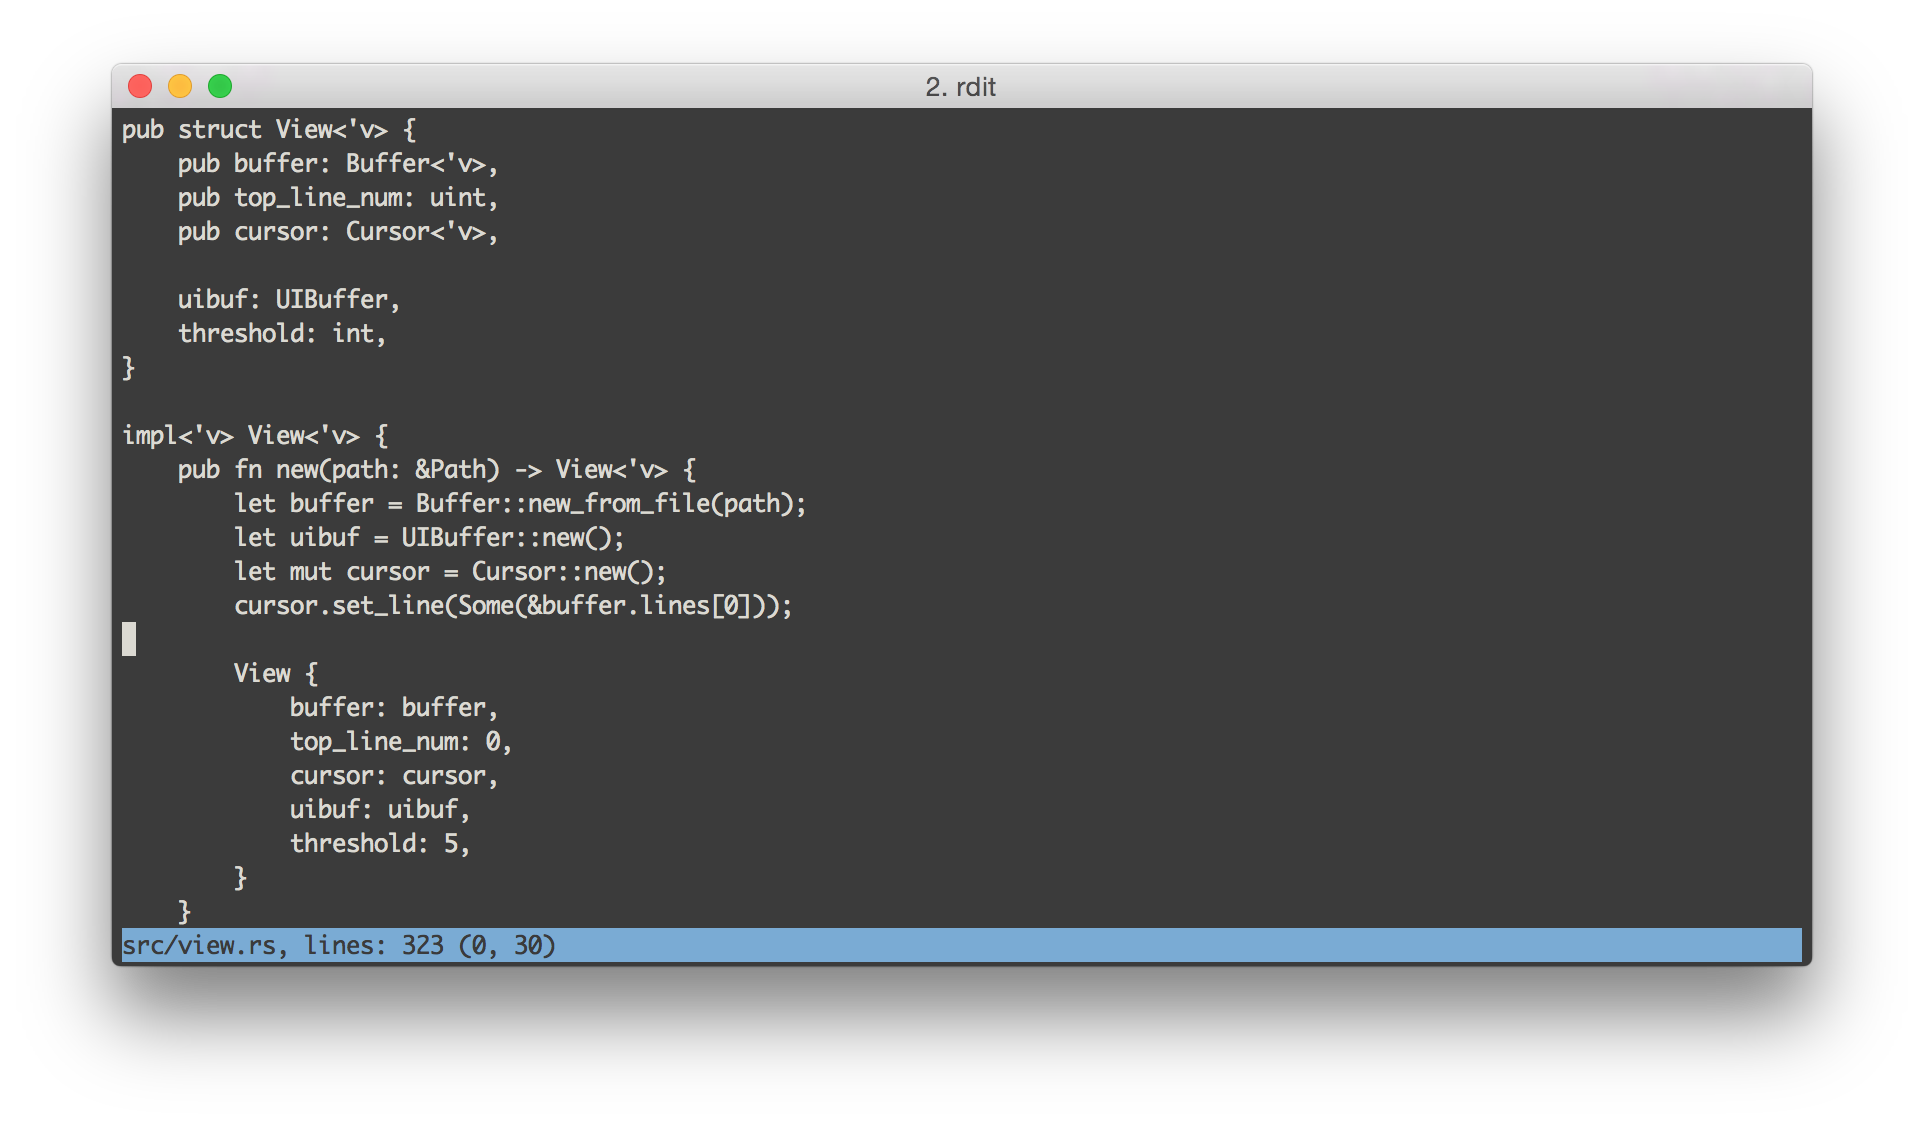 2. rdit
pub struct View<'v> {
    pub buffer: Buffer<'v>,
    pub top_line_num: uint,
    pub cursor: Cursor<'v>,

    uibuf: UIBuffer,
    threshold: int,
}

impl<'v> View<'v> {
    pub fn new(path: &Path) -> View<'v> {
        let buffer = Buffer::new_from_file(path);
        let uibuf = UIBuffer::new();
        let mut cursor = Cursor::new();
        cursor.set_line(Some(&buffer.lines[0]));

        View {
            buffer: buffer,
            top_line_num: 0,
            cursor: cursor,
            uibuf: uibuf,
            threshold: 5,
        }
    }
src/view.rs, lines: 323 (0, 30)